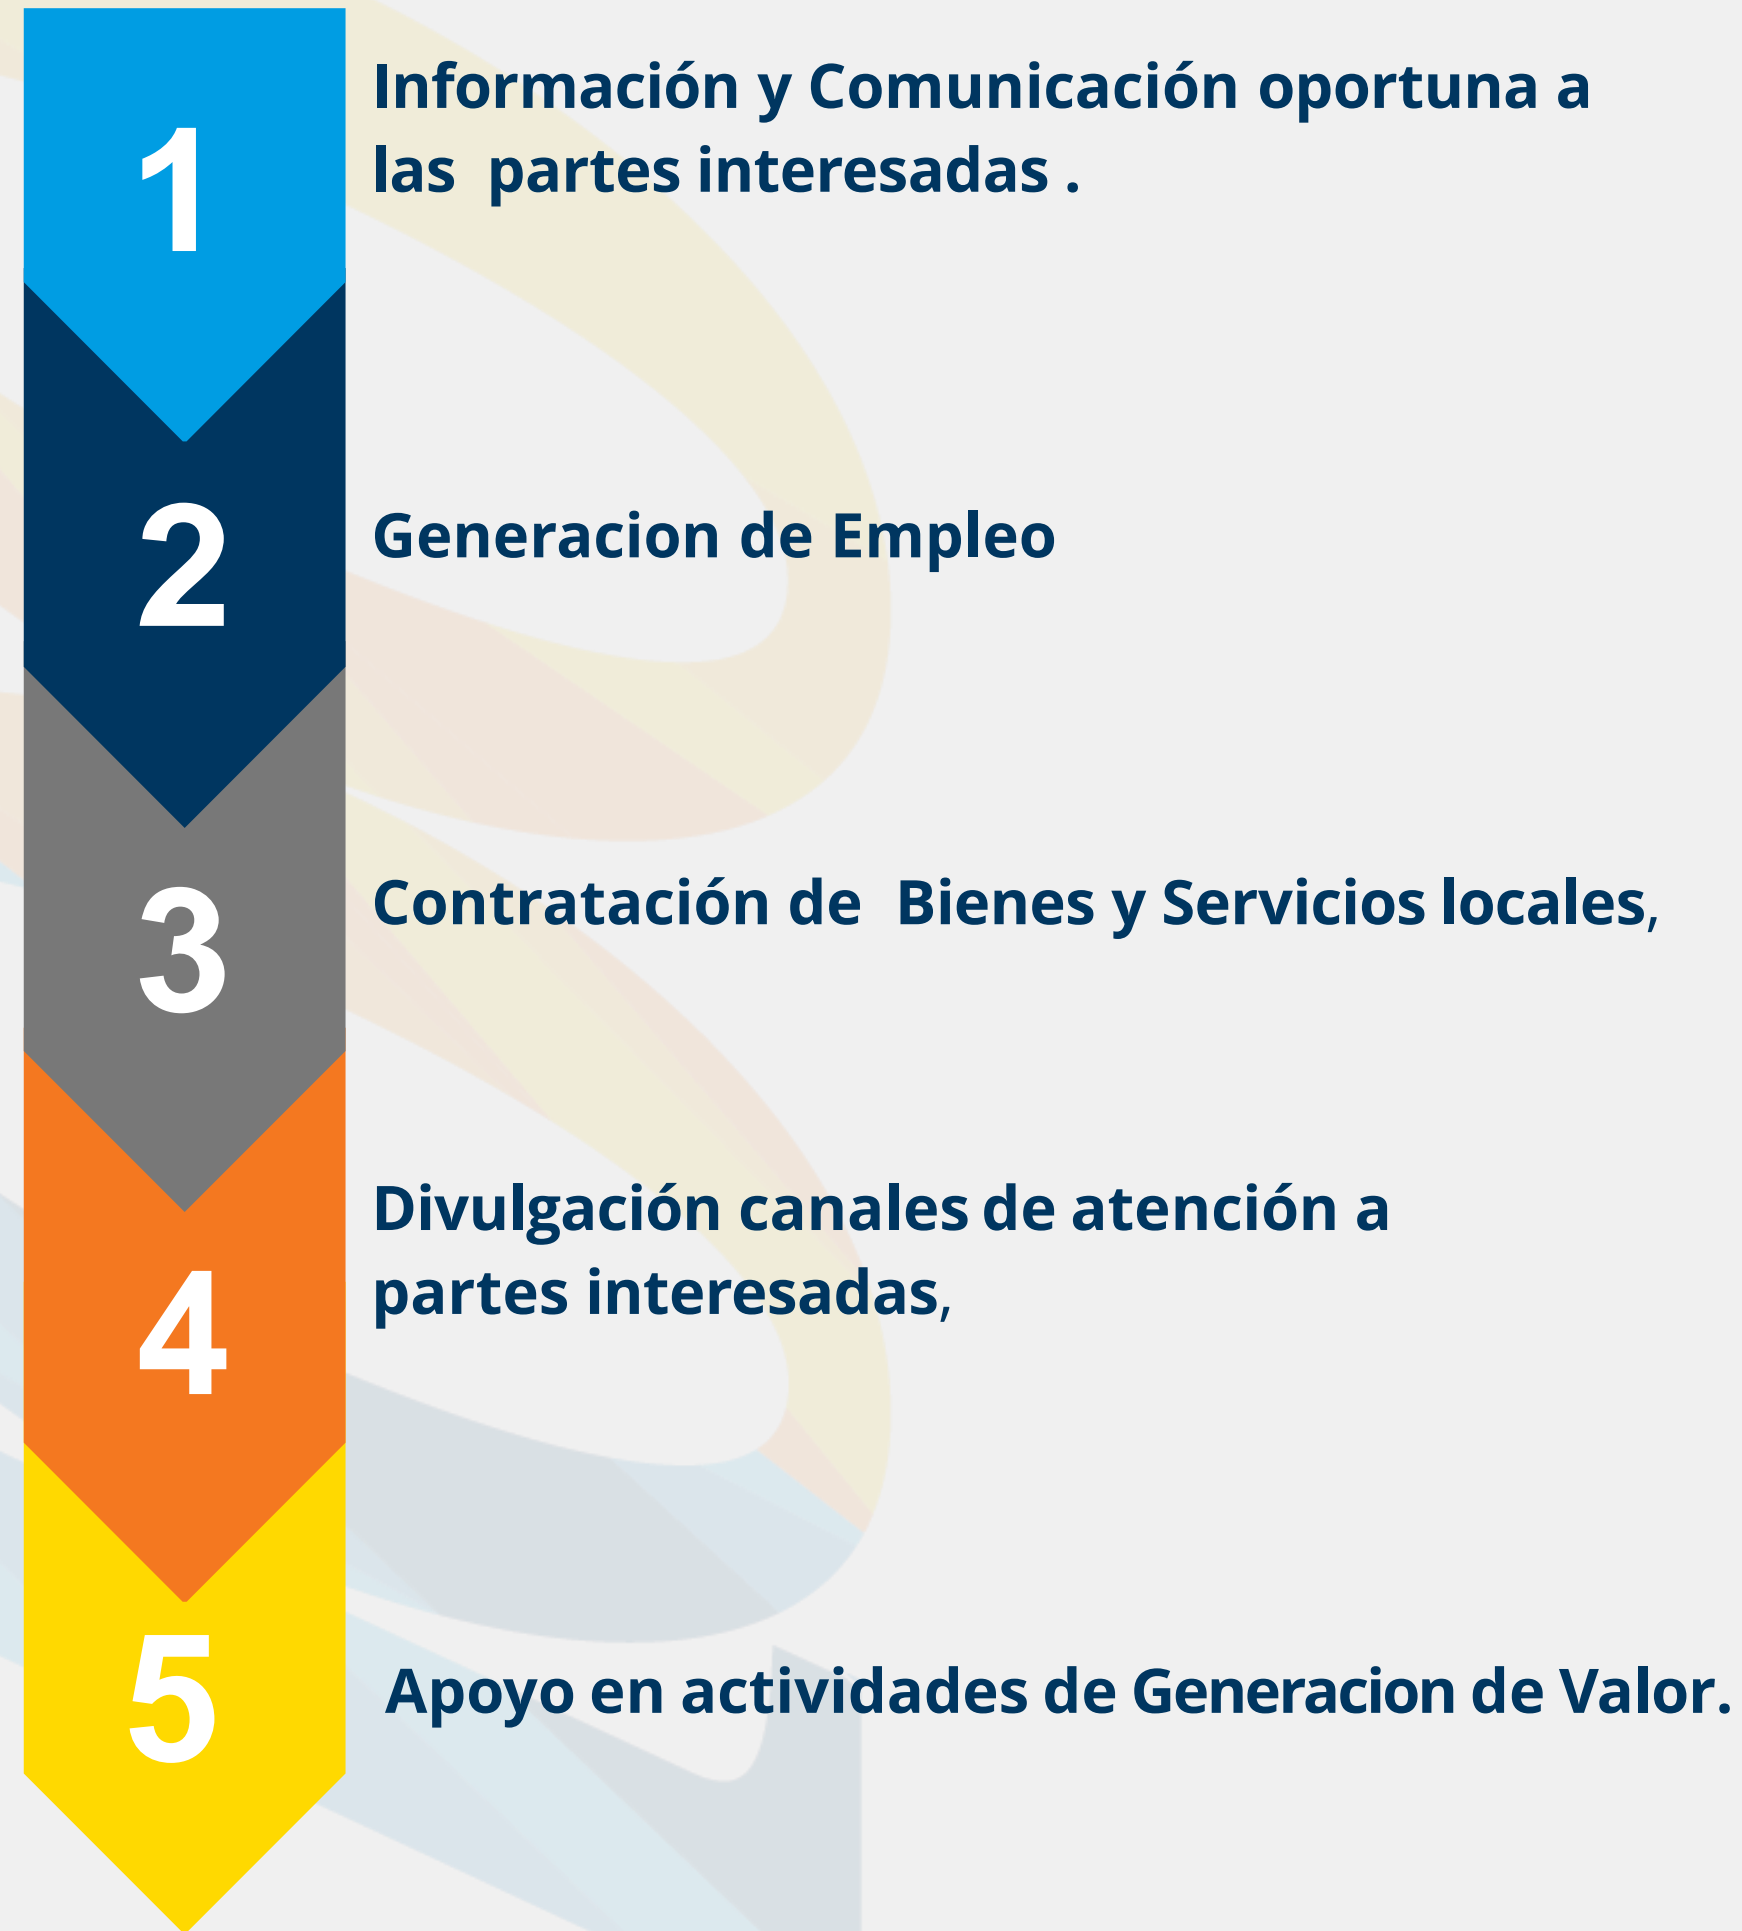 1
Información y Comunicación oportuna a
las partes interesadas .
2
Generacion de Empleo
3
Contratación de Bienes y Servicios locales,
4
Divulgación canales de atención a
partes interesadas,
5
Apoyo en actividades de Generacion de Valor.